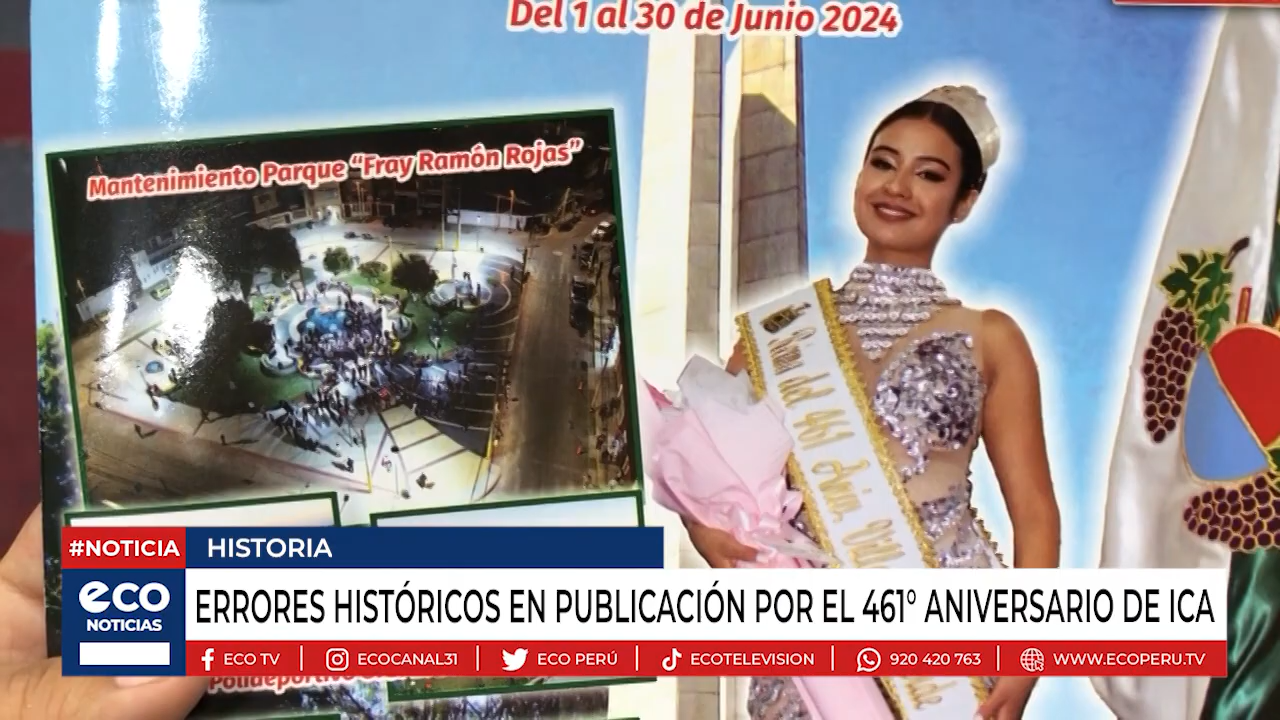 Del 1 al 30 de Junio 2024
Mantenimiento Parque "Fray Ramón Rojas"
#NOTICIA
HISTORIA
eco
NOTICIAS
ERRORES HISTÓRICOS EN PUBLICACIÓN POR EL 461° ANIVERSARIO DE ICA
ECO TV
ECOCANAL31
ECO PERÚ
ECOTELEVISION
920 420 763
WWW.ECOPERU.TV